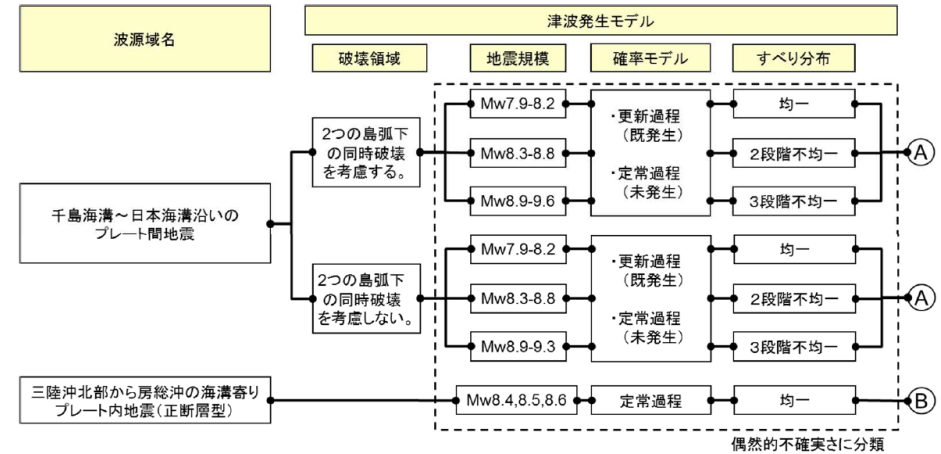 波源域名
津波発生モデル
破壊領域
地震規模
確率モデル
すべり分布
千島海溝～日本海溝沿いの
プレート間地震
2つの島弧下
の同時破壊
を考慮する。
Mw7.9-8.2
Mw8.3-8.8
Mw8.9-9.6
・更新過程
（既発生）
・定常過程
（未発生）
均一
2段階不均一
3段階不均一
A
2つの島弧下
の同時破壊
を考慮しない。
Mw7.9-8.2
Mw8.3-8.8
Mw8.9-9.3
・更新過程
（既発生）
・定常過程
（未発生）
均一
2段階不均一
3段階不均一
A
三陸沖北部から房総沖の海溝寄り
プレート内地震（正断層型）
Mw8.4,8.5,8.6
定常過程
均一
B
偶然的不確実さに分類